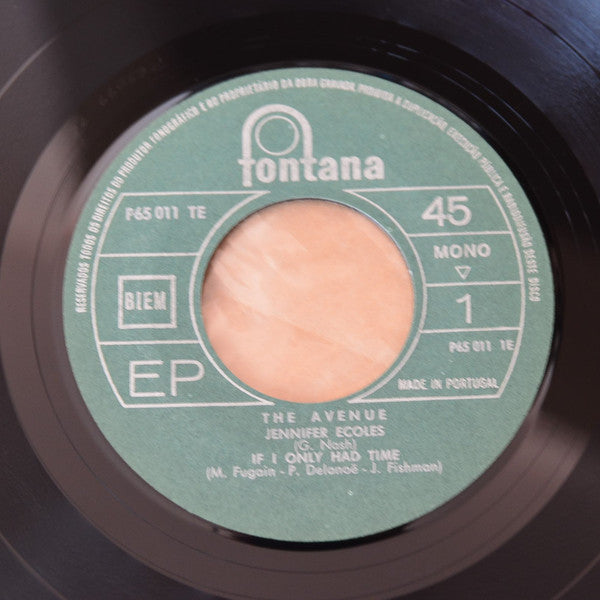 RESERVADOS TODOS OS DIREITOS DO PRODUTOR FONOGRÁFICO E DO PROPRIETÁRIO DA OBRA GRAVADA. PROIBIDA A DUPLICAÇÃO, EXECUÇÃO PÚBLICA E RADIODIFUSÃO DESTE DISCO
fontana
P65 011 TE
45
MONO
BIEM
1
P65 011 1E
EP
MADE IN PORTUGAL
THE AVENUE
JENNIFER ECOLES
(G. Nash)
IF I ONLY HAD TIME
(M. Fugain - P. Delanoë - J. Fishman)